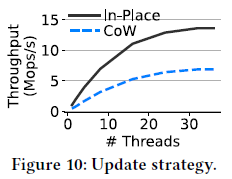 Throughput
(Mops/s)
15
10
5
0
In-Place
CoW
0
10
20
30
# Threads
Figure 10: Update strategy.